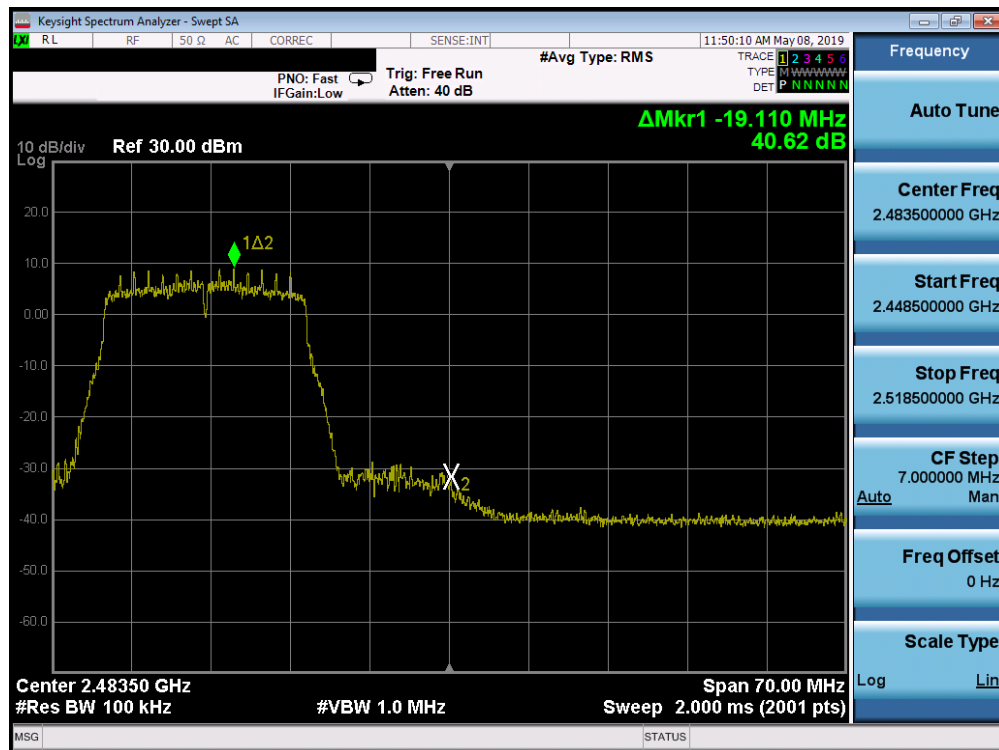 Keysight Spectrum Analyzer - Swept SA
LXI RL RF 50 Ω AC CORREC SENSE:INT 11:50:10 AM May 08, 2019
#Avg Type: RMS
TRACE 1 2 3 4 5 6
PNO: Fast Trig: Free Run
TYPE M WWWWW
IFGain:Low Atten: 40 dB
DET P N N N N N
ΔMkr1 -19.110 MHz
40.62 dB
10 dB/div Ref 30.00 dBm
Log
20.0
10.0
0.00
-10.0
-20.0
-30.0
-40.0
-50.0
-60.0
1Δ2
X2
Center 2.48350 GHz Span 70.00 MHz
#Res BW 100 kHz #VBW 1.0 MHz Sweep 2.000 ms (2001 pts)
MSG STATUS
Frequency
Auto Tune
Center Freq
2.483500000 GHz
Start Freq
2.448500000 GHz
Stop Freq
2.518500000 GHz
CF Step
7.000000 MHz
Auto Man
Freq Offset
0 Hz
Scale Type
Log Lin